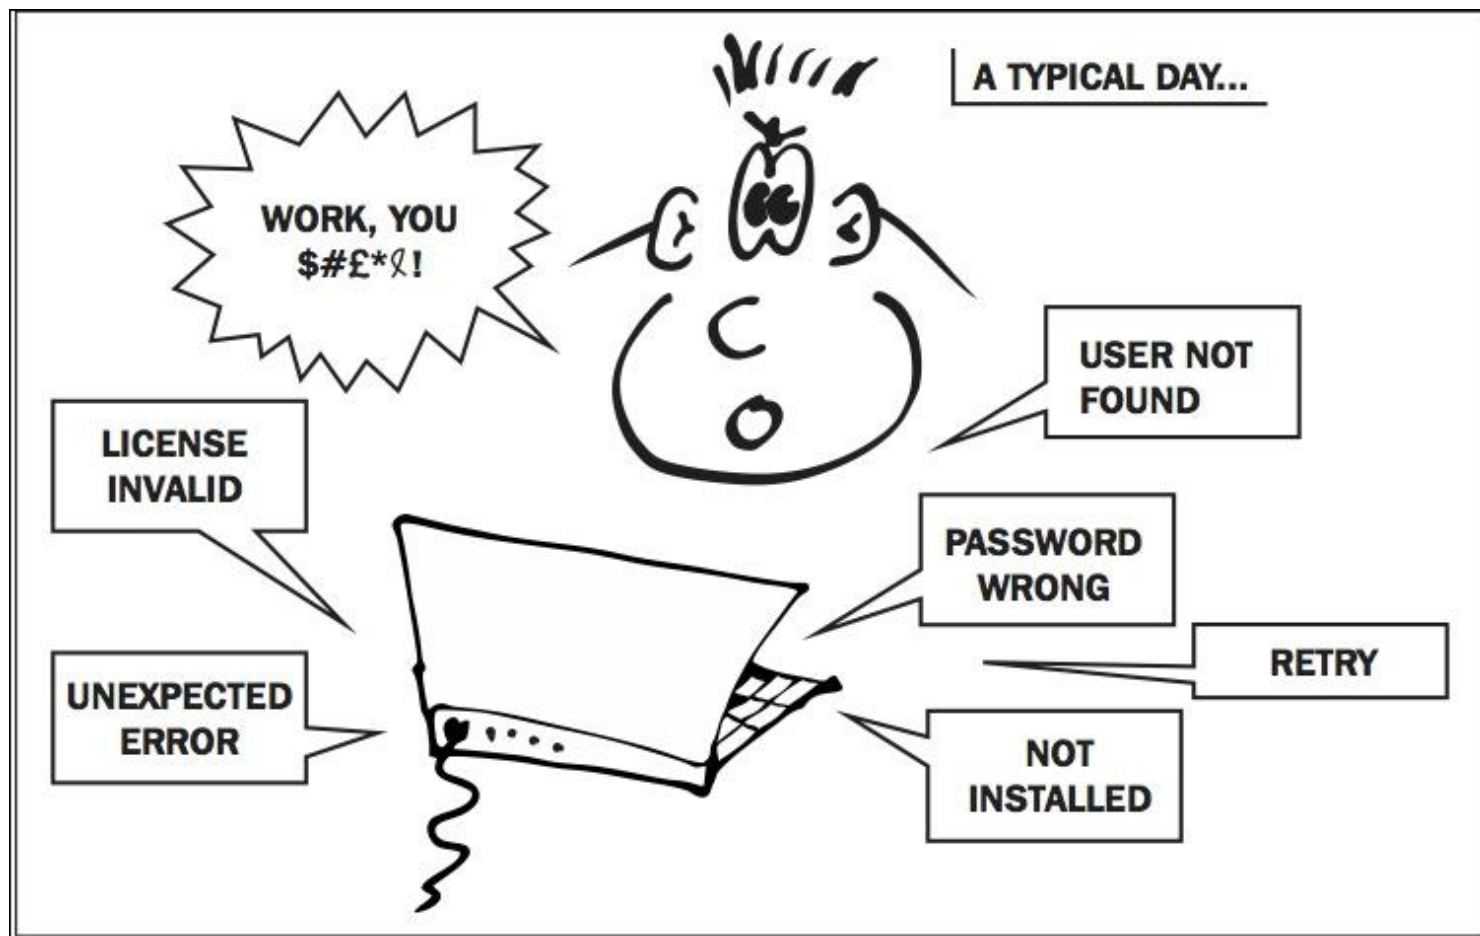 A TYPICAL DAY...
WORK, YOU
$#£*&!
USER NOT
FOUND
LICENSE
INVALID
PASSWORD
WRONG
RETRY
UNEXPECTED
ERROR
NOT
INSTALLED